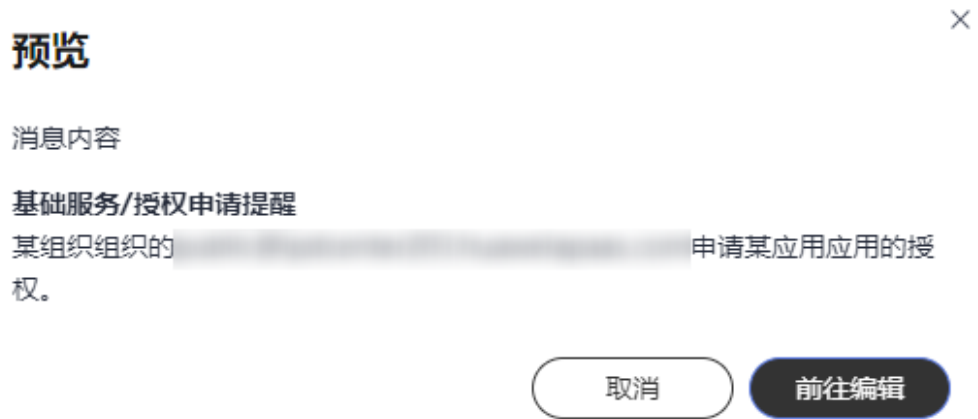 预览
消息内容
基础服务/授权申请提醒
某组织组织的申请某应用应用的授
权。
取消
前往编辑